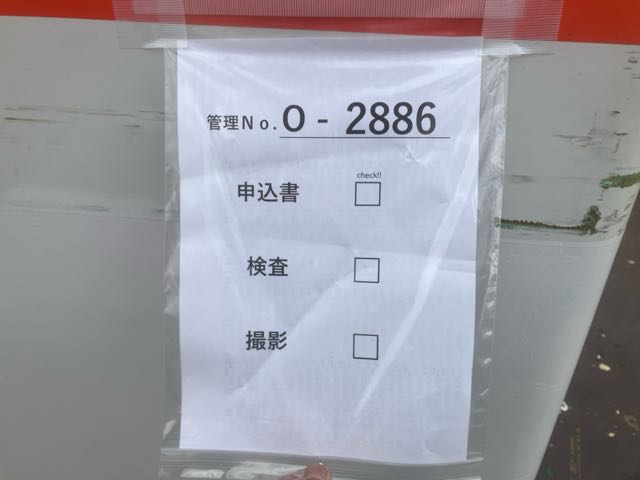 管理No. O - 2886
check!!
申込書 □
検査 □
撮影 □